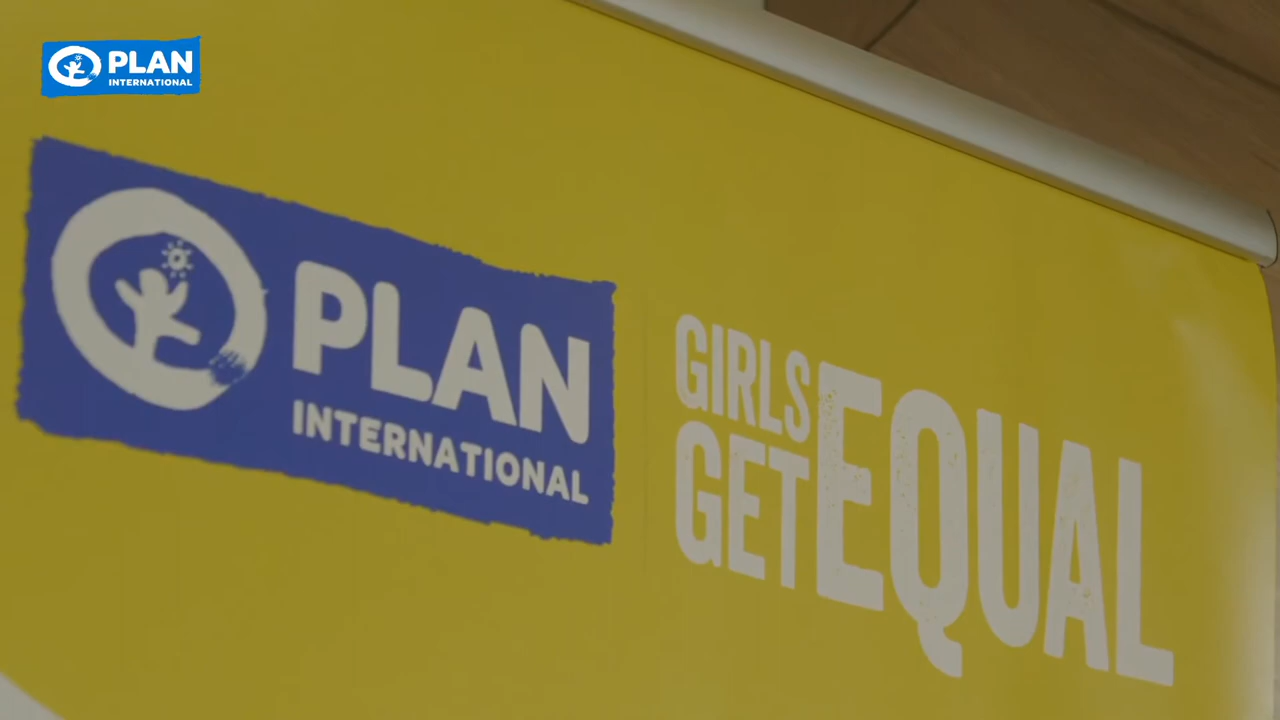 PLAN
INTERNATIONAL
PLAN
INTERNATIONAL
GIRLS
GET
EQUAL